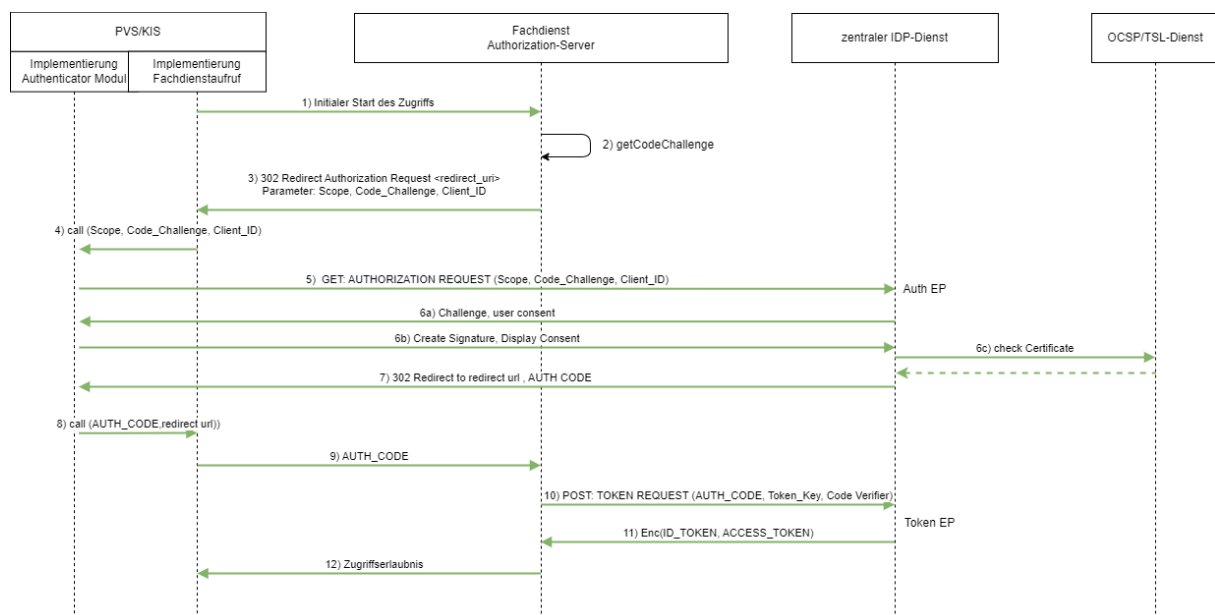 PVS/KIS
Fachdienst
Authorization-Server
zentraler IDP-Dienst
OCSP/TSL-Dienst
Implementierung
Authenticator Modul
Implementierung
Fachdienstaufruf
1) Initialer Start des Zugriffs
2) getCodeChallenge
3) 302 Redirect Authorization Request <redirect_uri>
Parameter: Scope, Code_Challenge, Client_ID
4) call (Scope, Code_Challenge, Client_ID)
5) GET: AUTHORIZATION REQUEST (Scope, Code_Challenge, Client_ID)
Auth EP
6a) Challenge, user consent
6b) Create Signature, Display Consent
6c) check Certificate
7) 302 Redirect to redirect url , AUTH CODE
8) call (AUTH_CODE,redirect url))
9) AUTH_CODE
10) POST: TOKEN REQUEST (AUTH_CODE, Token_Key, Code Verifier)
Token EP
11) Enc(ID_TOKEN, ACCESS_TOKEN)
12) Zugriffserlaubnis